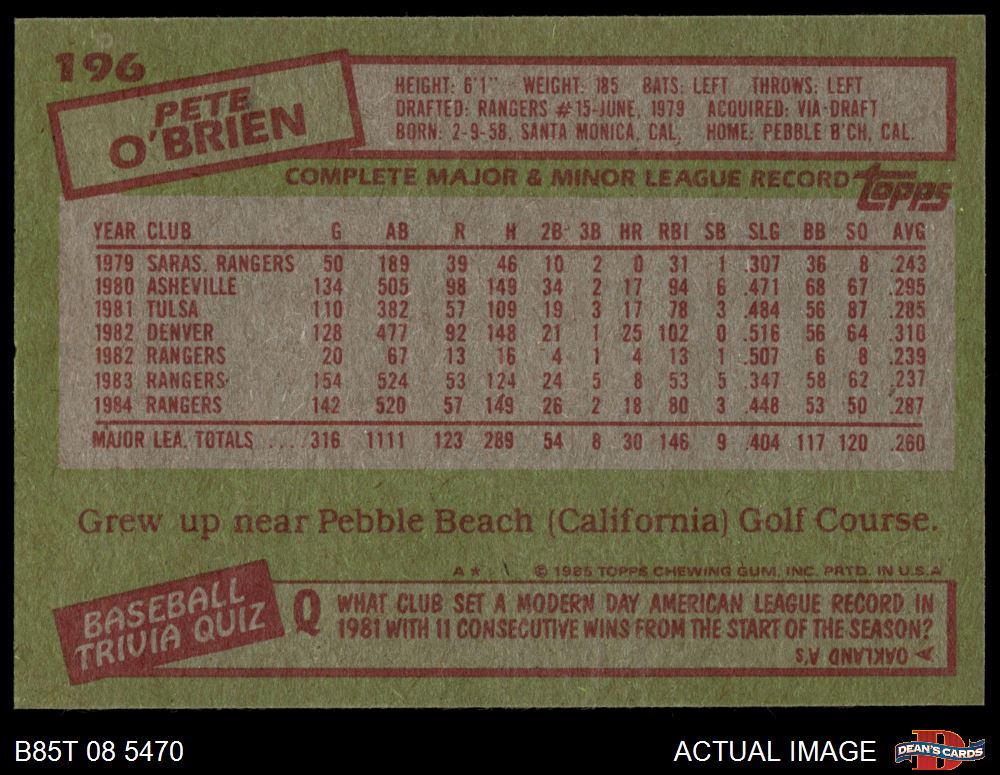 196
PETE
O'BRIEN
HEIGHT: 6'1" WEIGHT: 185 BATS: LEFT THROWS: LEFT
DRAFTED: RANGERS #15-JUNE, 1979 ACQUIRED: VIA-DRAFT
BORN: 2-9-58, SANTA MONICA, CAL. HOME: PEBBLE B'CH, CAL.
COMPLETE MAJOR & MINOR LEAGUE RECORD topps
YEAR CLUB G AB R H 2B 3B HR RBI SB SLG BB SO AVG
1979 SARAS. RANGERS 50 189 39 46 10 2 0 31 1 .307 36 8 .243
1980 ASHEVILLE 134 505 98 149 34 2 17 94 6 .471 68 67 .295
1981 TULSA 110 382 57 109 19 3 17 78 3 .484 56 87 .285
1982 DENVER 128 477 92 148 21 1 25 102 0 .516 56 64 .310
1982 RANGERS 20 67 13 16 4 1 4 13 1 .507 6 8 .239
1983 RANGERS 154 524 53 124 24 5 8 53 5 .347 58 62 .237
1984 RANGERS 142 520 57 149 26 2 18 80 3 .448 53 50 .287
MAJOR LEA. TOTALS .... 316 1111 123 289 54 8 30 146 9 .404 117 120 .260
Grew up near Pebble Beach (California) Golf Course.
A* © 1985 TOPPS CHEWING GUM, INC. PRTD. IN U.S.A
BASEBALL
TRIVIA QUIZ
Q WHAT CLUB SET A MODERN DAY AMERICAN LEAGUE RECORD IN
1981 WITH 11 CONSECUTIVE WINS FROM THE START OF THE SEASON?
A OAKLAND A's
B85T 08 5470
ACTUAL IMAGE
D
DEAN'S CARDS